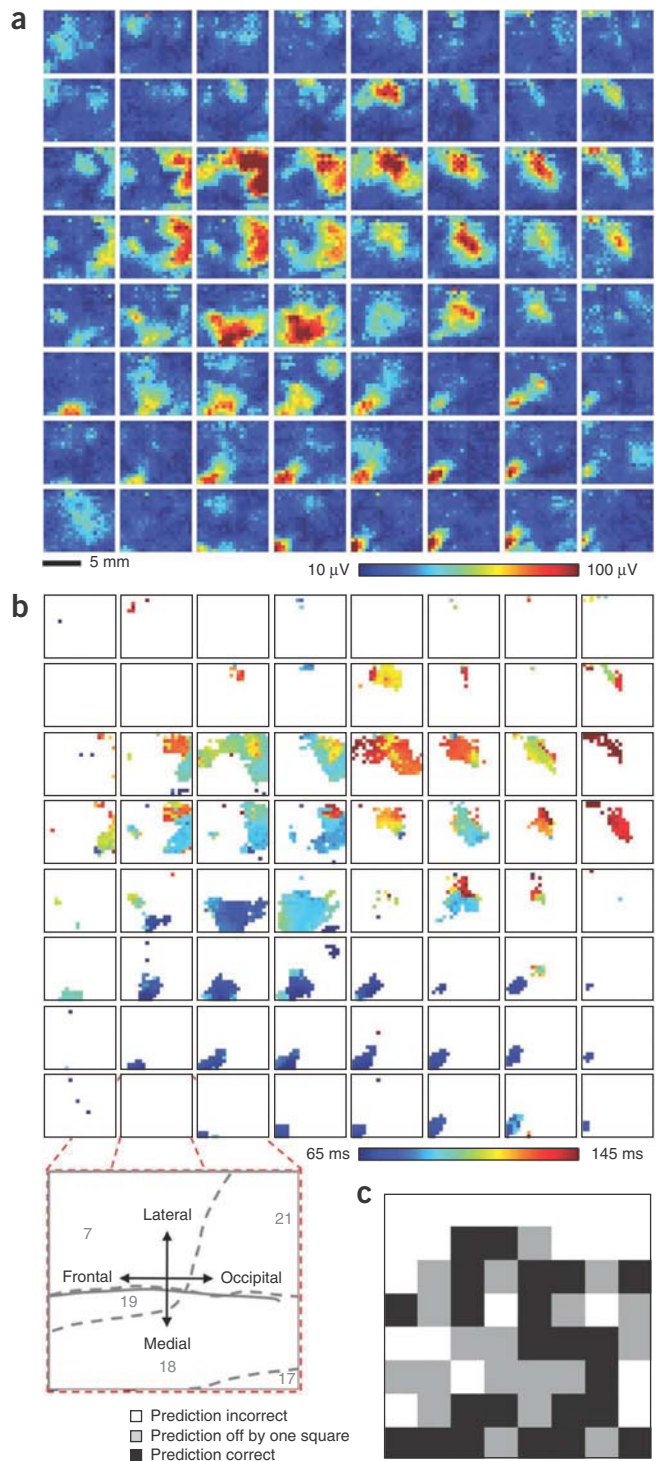 a
5 mm
10 µV
100 µV
b
65 ms
145 ms
7
Lateral
21
Frontal
Occipital
19
Medial
18
17
c
Prediction incorrect
Prediction off by one square
Prediction correct